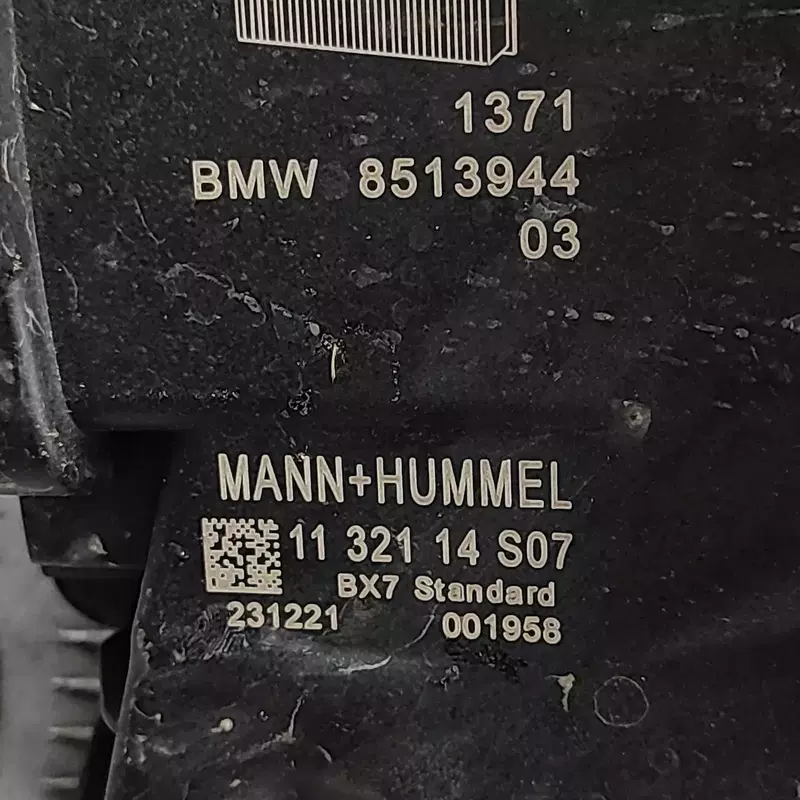 1371
BMW 8513944
03
MANN+HUMMEL
11 321 14 S07
BX7 Standard
231221 001958